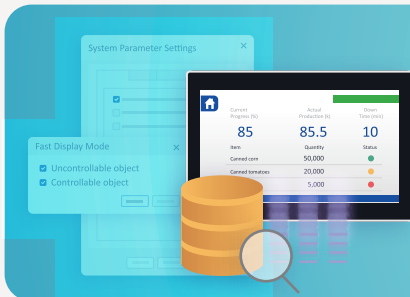 System Parameter Settings
Fast Display Mode
Uncontrollable object
Controllable object
Current Actual Down
Progress (%) Production (k) Time (min)
85 85.5 10
Item Quantity Status
Canned corn 50,000
Canned tomatoes 20,000
5,000